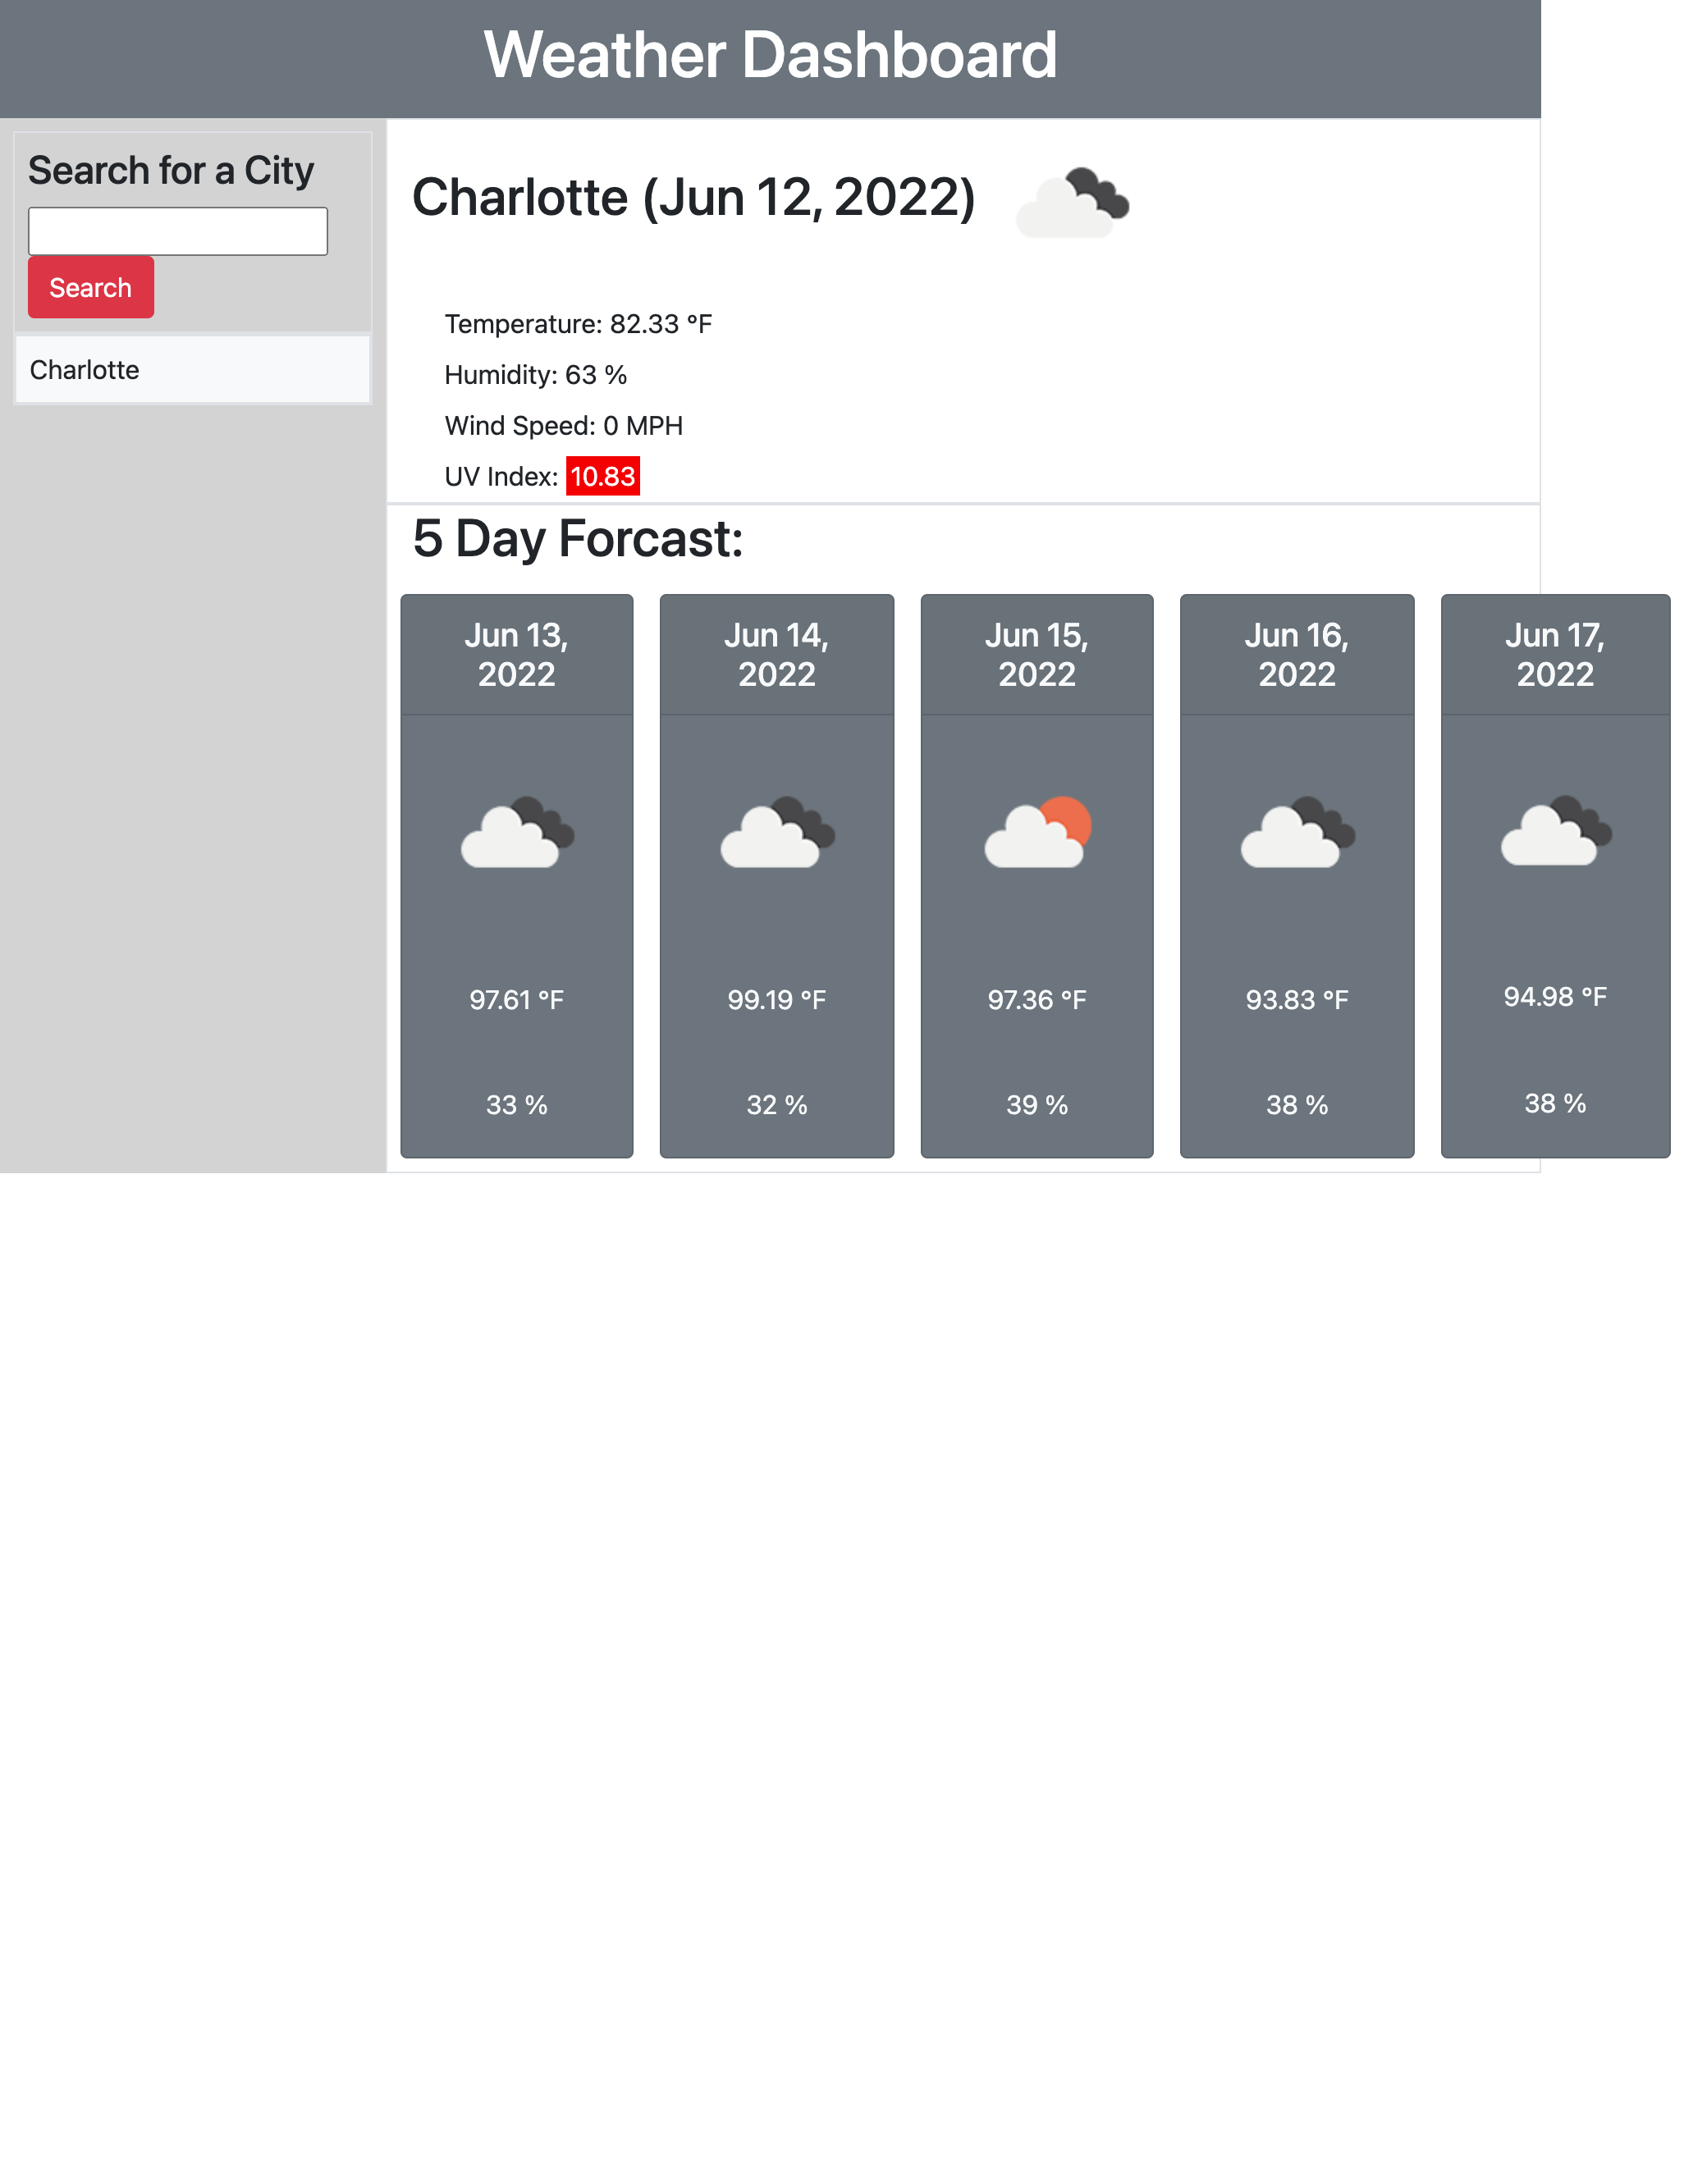 Weather Dashboard
Search for a City
Search
Charlotte
Charlotte (Jun 12, 2022)
Temperature: 82.33 °F
Humidity: 63 %
Wind Speed: 0 MPH
UV Index: 10.83
5 Day Forcast:
Jun 13,
2022
97.61 °F
33 %
Jun 14,
2022
99.19 °F
32 %
Jun 15,
2022
97.36 °F
39 %
Jun 16,
2022
93.83 °F
38 %
Jun 17,
2022
94.98 °F
38 %